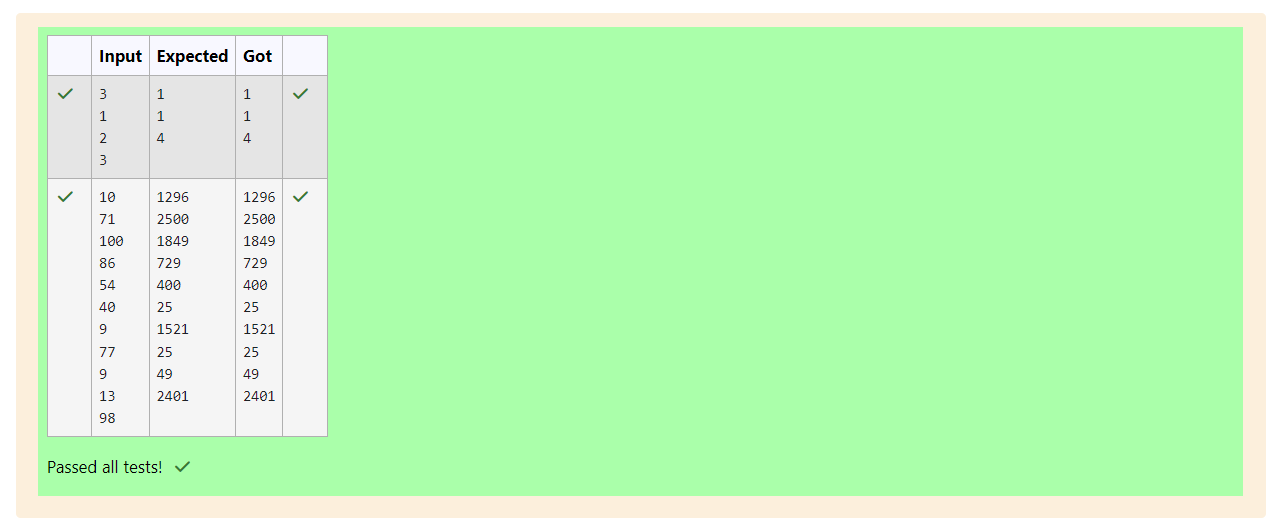 Input Expected Got
3 1 1
1 1 1
2 4 4
3
10 1296 1296
71 2500 2500
100 1849 1849
86 729 729
54 400 400
40 25 25
9 1521 1521
77 25 25
9 49 49
13 2401 2401
98
Passed all tests!